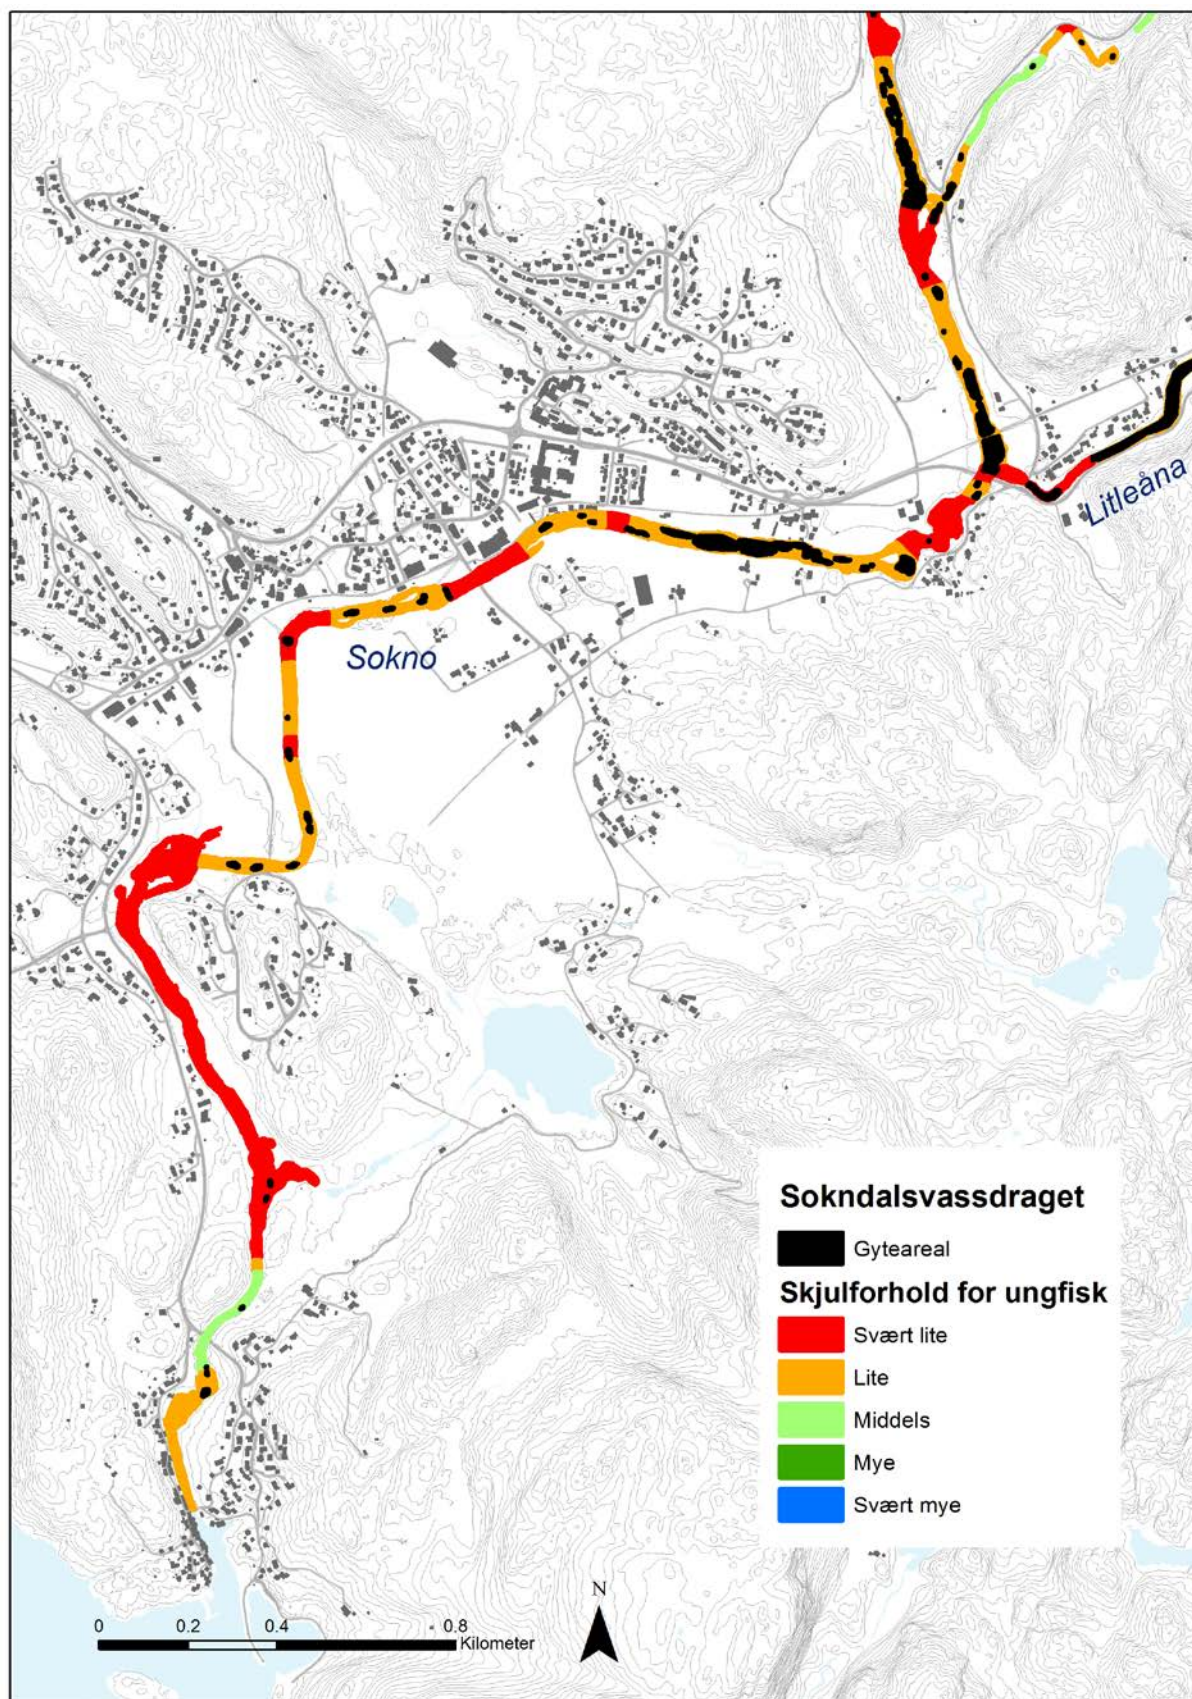 Litleåna
Sokno
Sokndalsvassdraget
Gyteareal
Skjulforhold for ungfisk
Svært lite
Lite
Middels
Mye
Svært mye
N
0 0.2 0.4 0.8
Kilometer